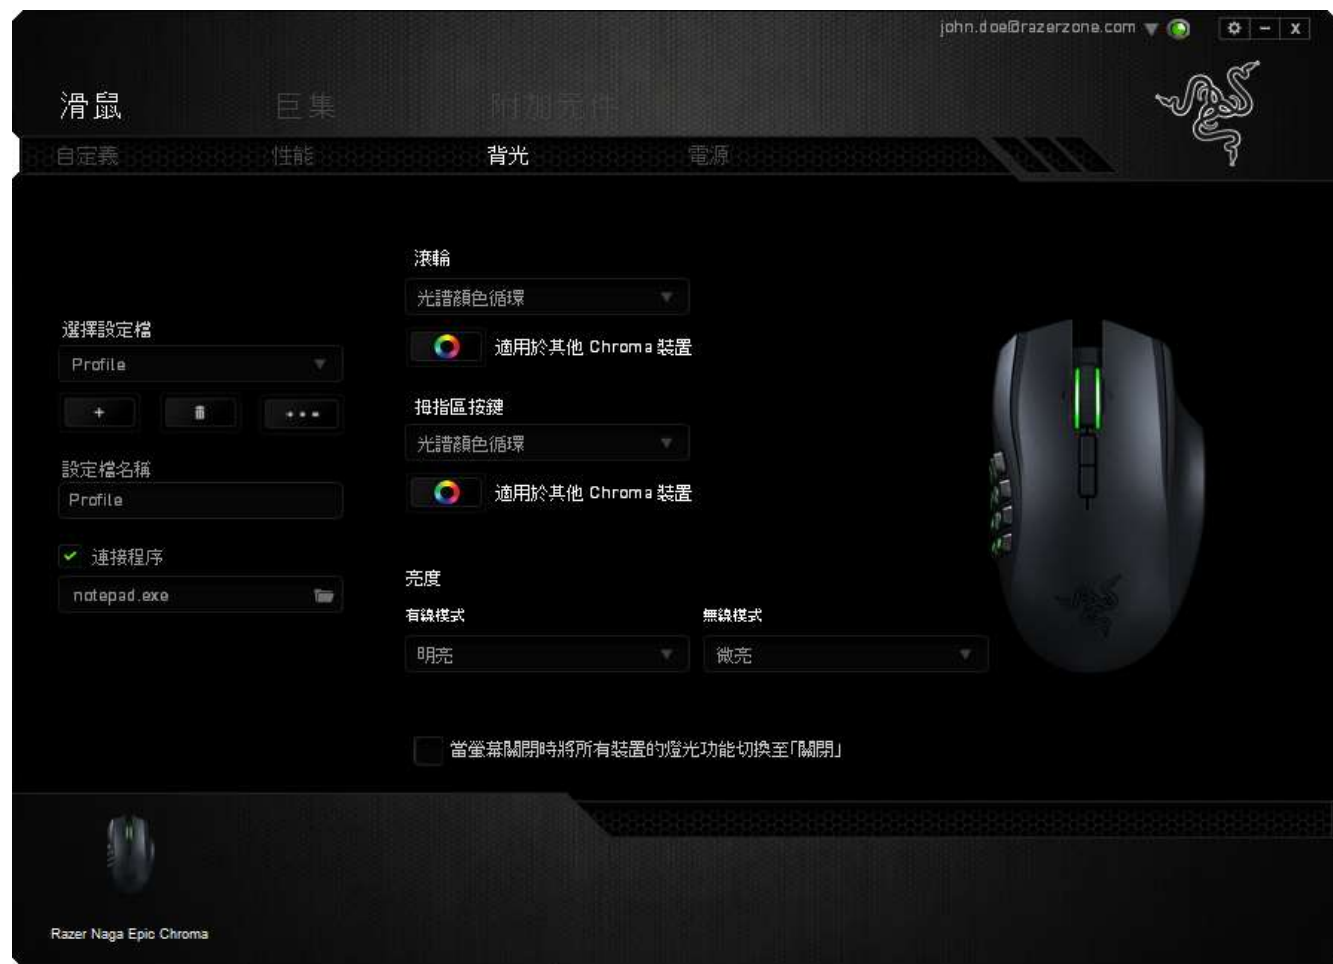 john.doe@razerzone.com
滑鼠 巨集 附加元件
自定義 性能 背光 電源
滾輪
光譜顏色循環
適用於其他 Chroma 裝置
選擇設定檔
Profile
設定檔名稱
Profile
連接程序
notepad.exe
拇指區按鍵
光譜顏色循環
適用於其他 Chroma 裝置
亮度
有線模式 無線模式
明亮 微亮
當螢幕關閉時將所有裝置的燈光功能切換至「關閉」
Razer Naga Epic Chroma